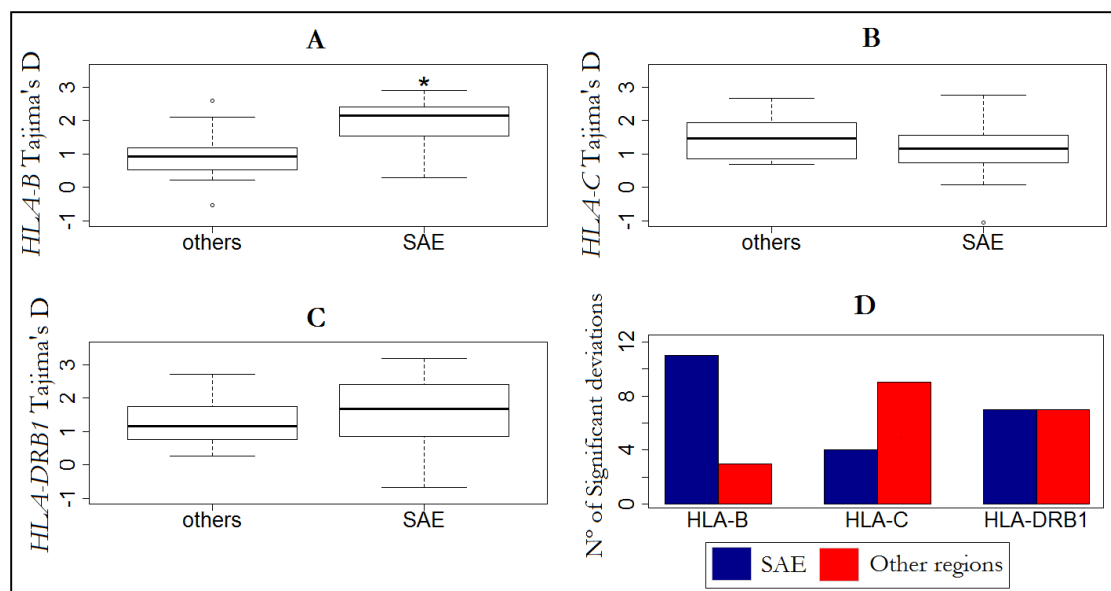 A
HLA-B Tajima's D
3
2
1
0
-1
*
others
SAE
B
HLA-C Tajima's D
3
2
1
0
-1
others
SAE
C
HLA-DRB1 Tajima's D
3
2
1
0
-1
others
SAE
D
N° of Significant deviations
12
8
4
0
HLA-B
HLA-C
HLA-DRB1
SAE
Other regions